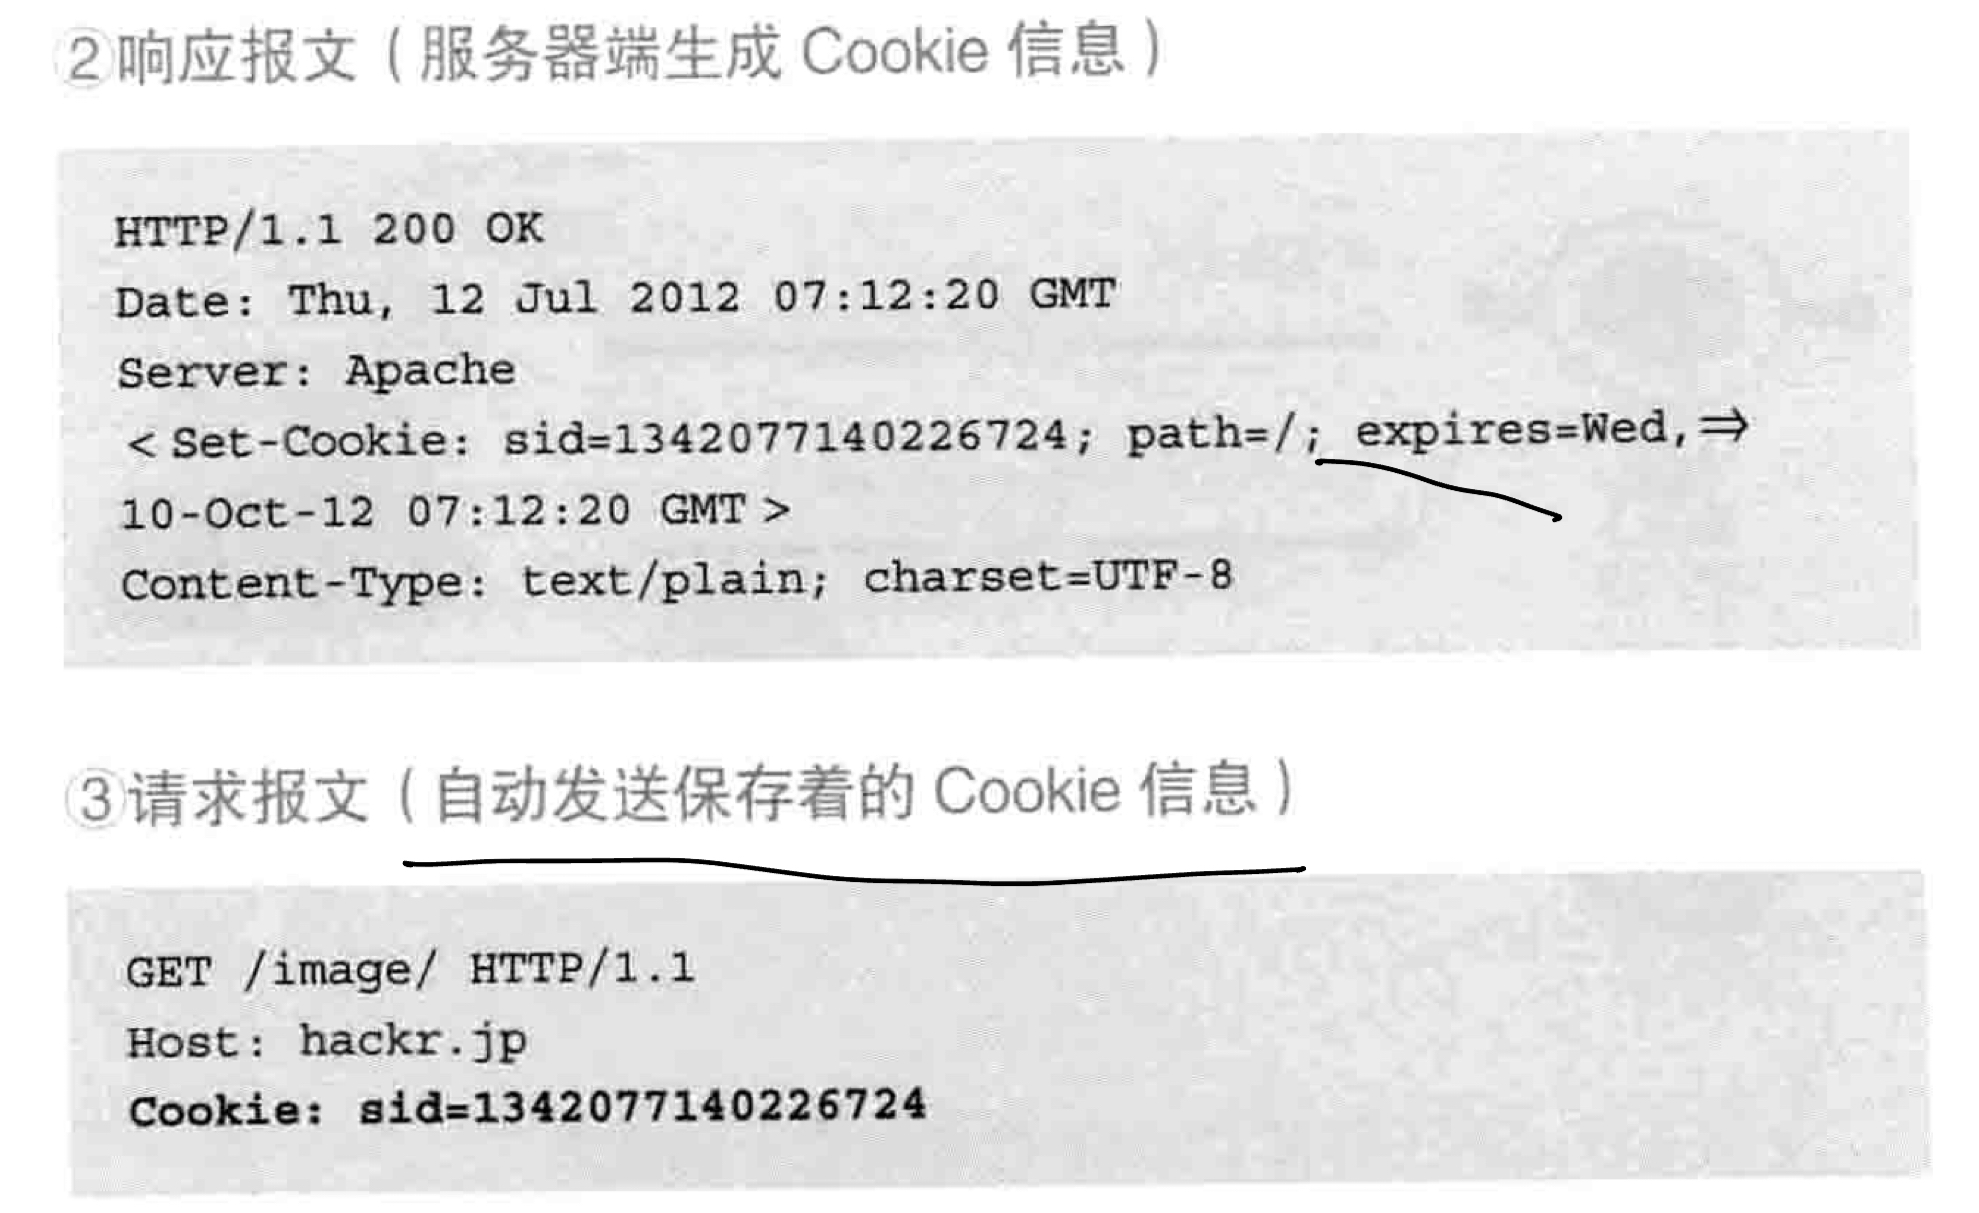 ②响应报文（服务器端生成 Cookie 信息）
HTTP/1.1 200 OK
Date: Thu, 12 Jul 2012 07:12:20 GMT
Server: Apache
< Set-Cookie: sid=1342077140226724; path=/; expires=Wed,⇒
10-Oct-12 07:12:20 GMT >
Content-Type: text/plain; charset=UTF-8
③请求报文（自动发送保存着的 Cookie 信息）
GET /image/ HTTP/1.1
Host: hackr.jp
Cookie: sid=1342077140226724